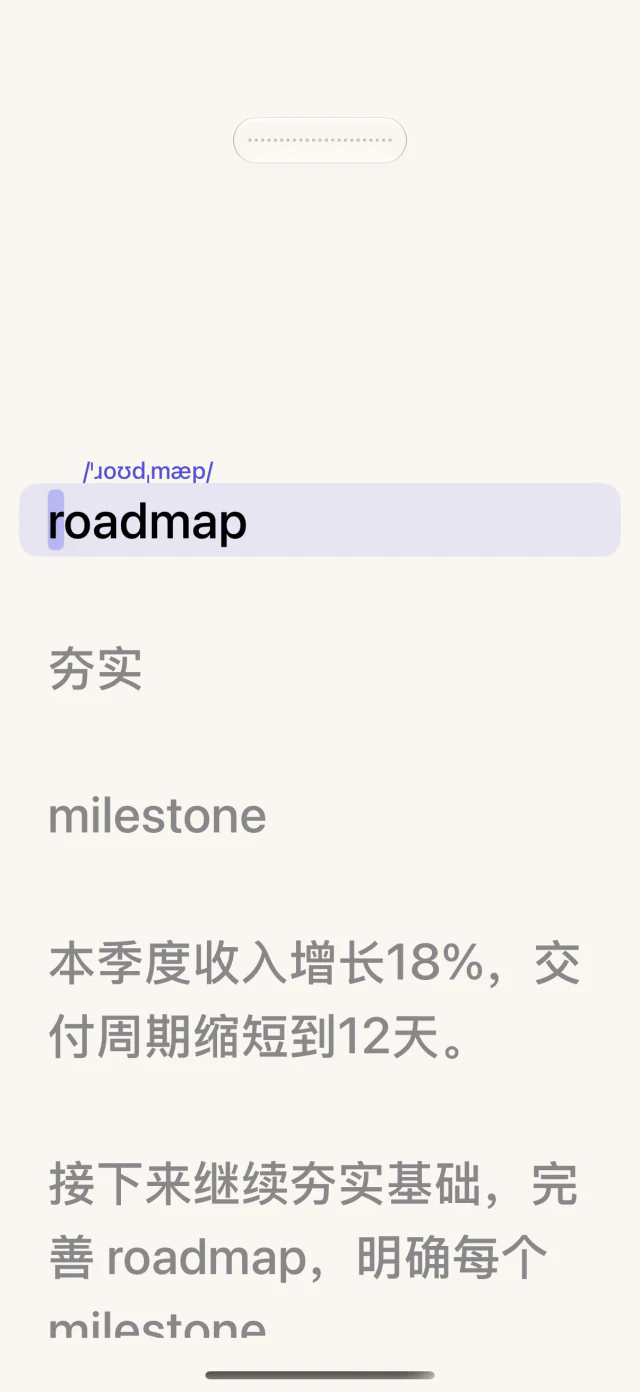 /ˈɹoʊdˌmæp/
roadmap
夯实
milestone
本季度收入增长18%，交
付周期缩短到12天。
接下来继续夯实基础，完
善 roadmap，明确每个
milestone